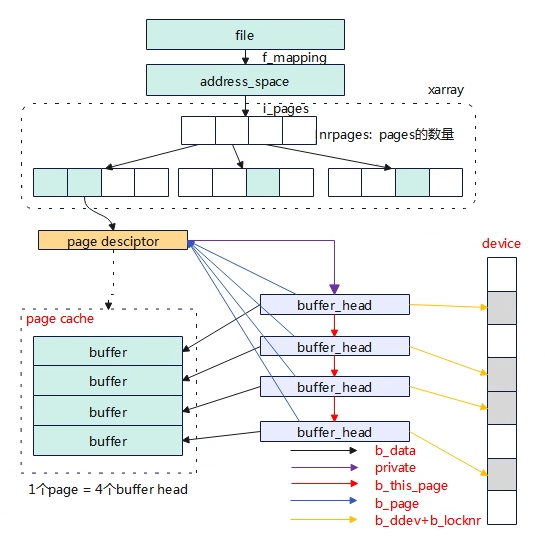 file
f_mapping
address_space
xarray
i_pages
nrpages: pages的数量
page desciptor
device
page cache
buffer_head
buffer
buffer_head
buffer
buffer_head
buffer
buffer_head
buffer
b_data
private
1个page = 4个buffer head
b_this_page
b_page
b_ddev+b_locknr